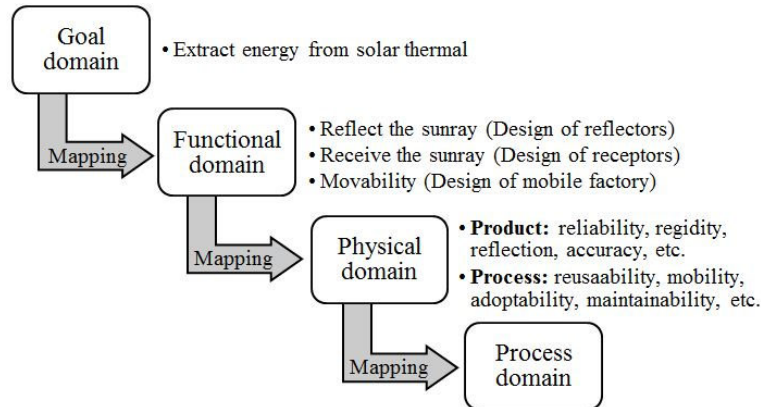 Goal
domain
• Extract energy from solar thermal
Mapping
Functional
domain
• Reflect the sunray (Design of reflectors)
• Receive the sunray (Design of receptors)
• Movability (Design of mobile factory)
Mapping
Physical
domain
• Product: reliability, regidity,
reflection, accuracy, etc.
• Process: reusaability, mobility,
adoptability, maintainability, etc.
Mapping
Process
domain